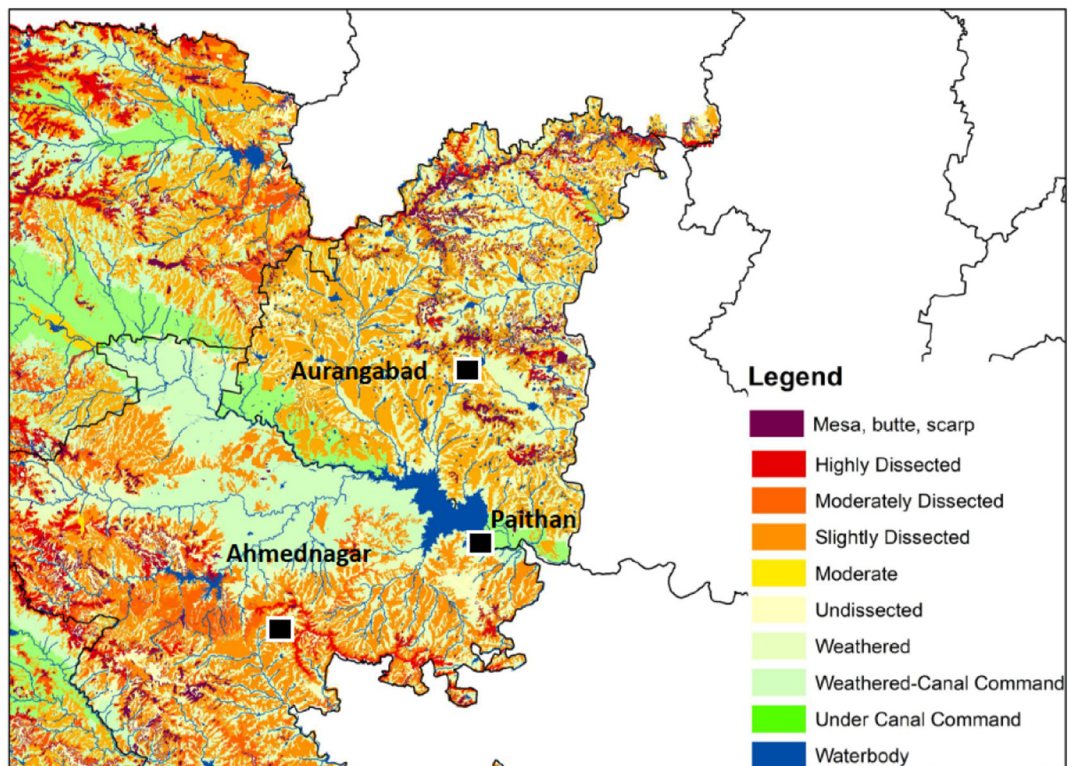 Aurangabad
Paithan
Ahmednagar
Legend
Mesa, butte, scarp
Highly Dissected
Moderately Dissected
Slightly Dissected
Moderate
Undissected
Weathered
Weathered-Canal Command
Under Canal Command
Waterbody